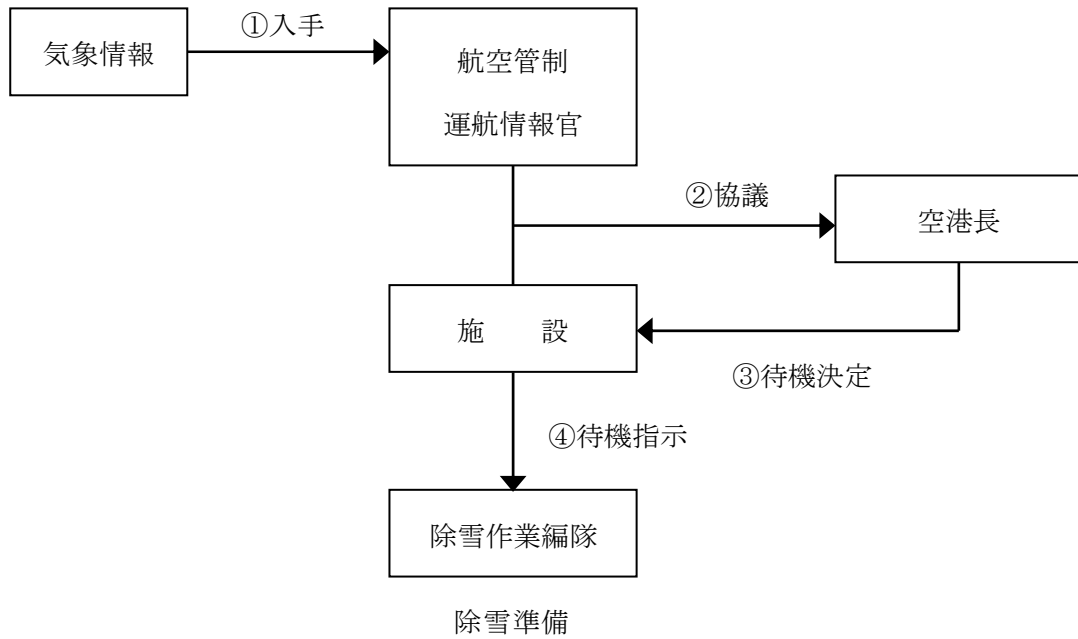 気象情報
①入手
航空管制
運航情報官
②協議
空港長
施　　設
③待機決定
④待機指示
除雪作業編隊
除雪準備